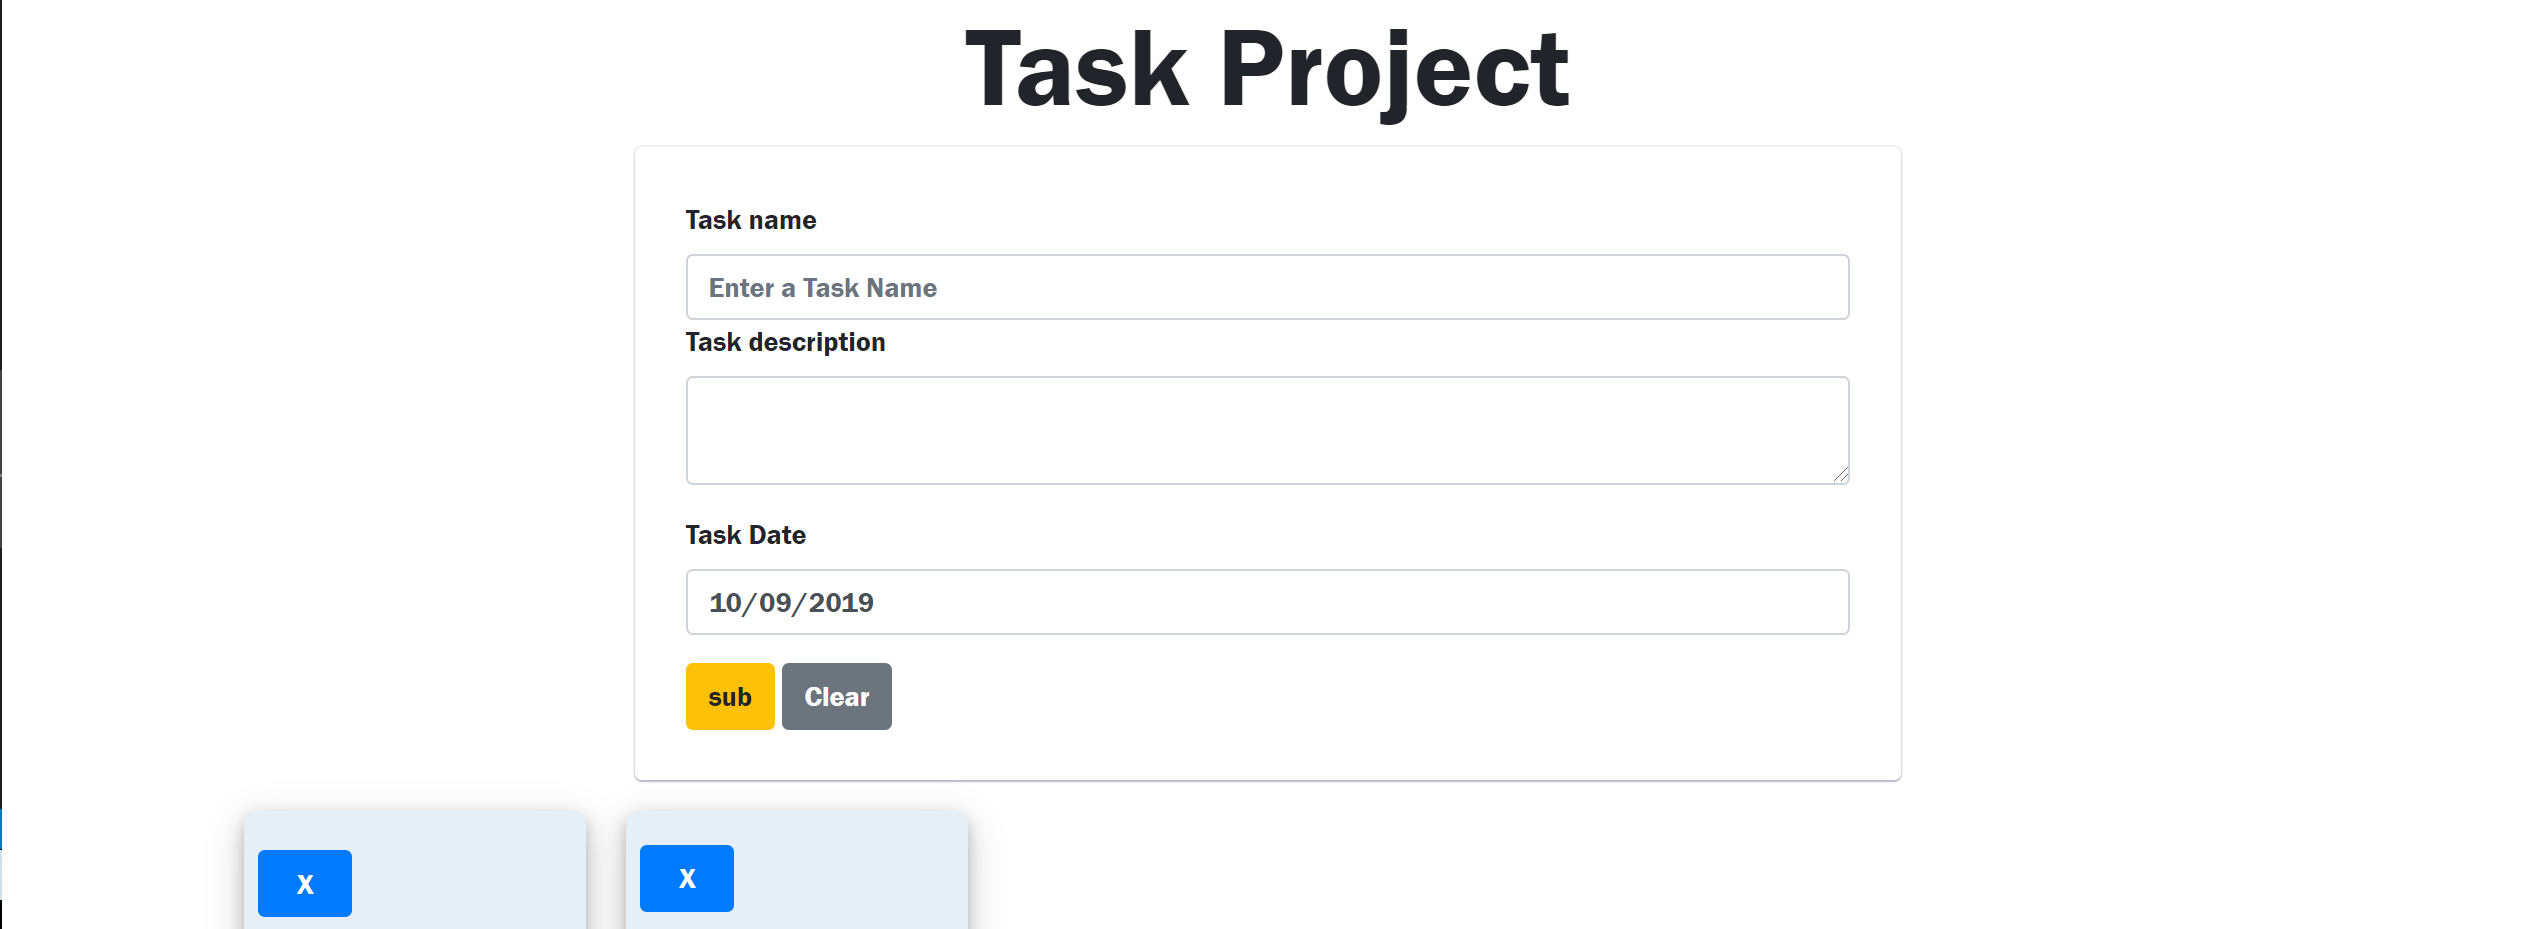 Task Project
Task name
Enter a Task Name
Task description
Task Date
10/09/2019
sub Clear
X X